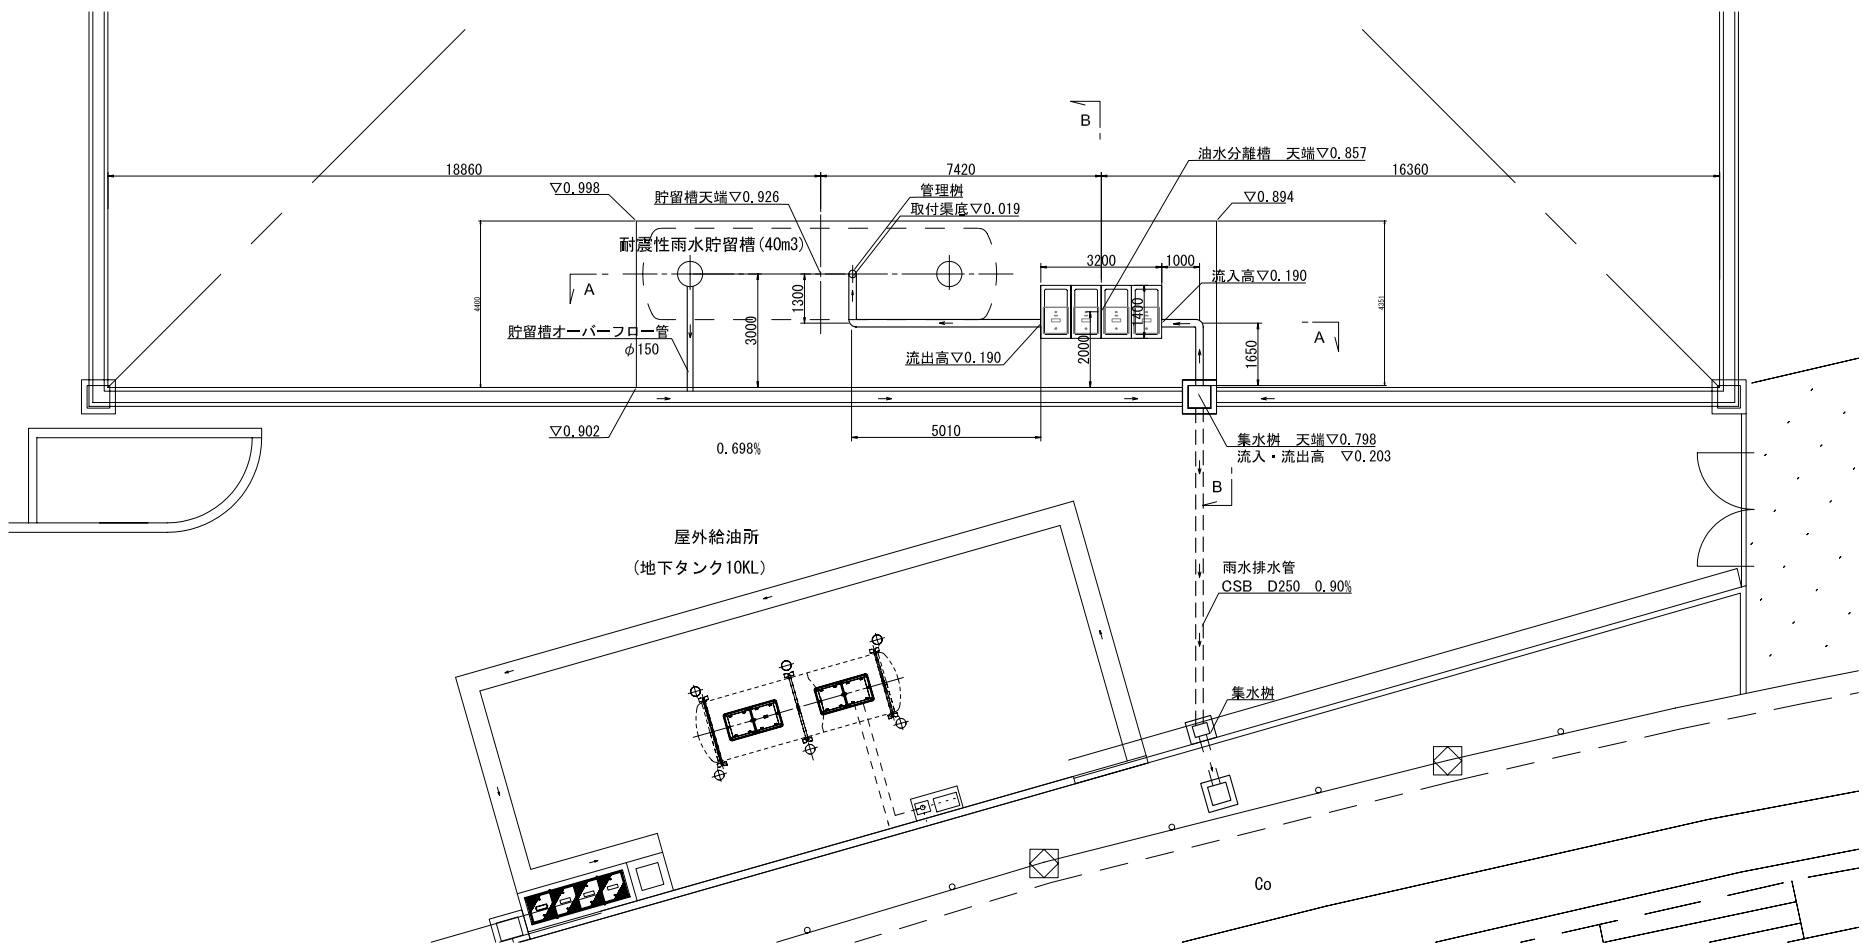 B
油水分離槽　天端▽0.857
18860
7420
16360
▽0.998
貯留槽天端▽0.926
管理桝
取付渠底▽0.019
▽0.894
耐震性雨水貯留槽(40m3)
3200
1000
流入高▽0.190
A
1300
1400
4351
3000
貯留槽オーバーフロー管
φ150
流出高▽0.190
2000
1650
A
▽0.902
5010
0.698%
集水桝　天端▽0.798
流入・流出高　▽0.203
B
屋外給油所
(地下タンク10KL)
雨水排水管
CSB　D250　0.90%
集水桝
Co